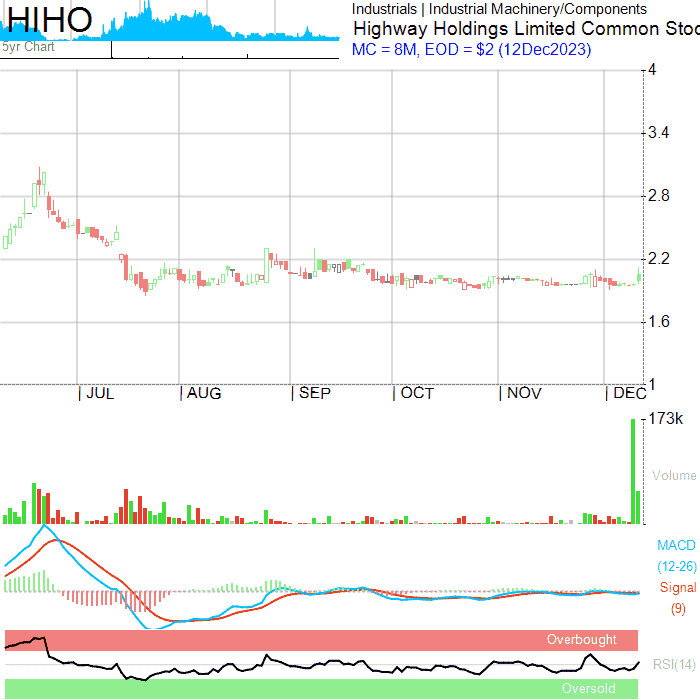 HIHO
5yr Chart
Industrials | Industrial Machinery/Components
Highway Holdings Limited Common Stoc
MC = 8M, EOD = $2 (12Dec2023)
4
3.4
2.8
2.2
1.6
1
| JUL | AUG | SEP | OCT | NOV | DEC
173k
Volume
MACD
(12-26)
Signal
(9)
Overbought
RSI(14)
Oversold